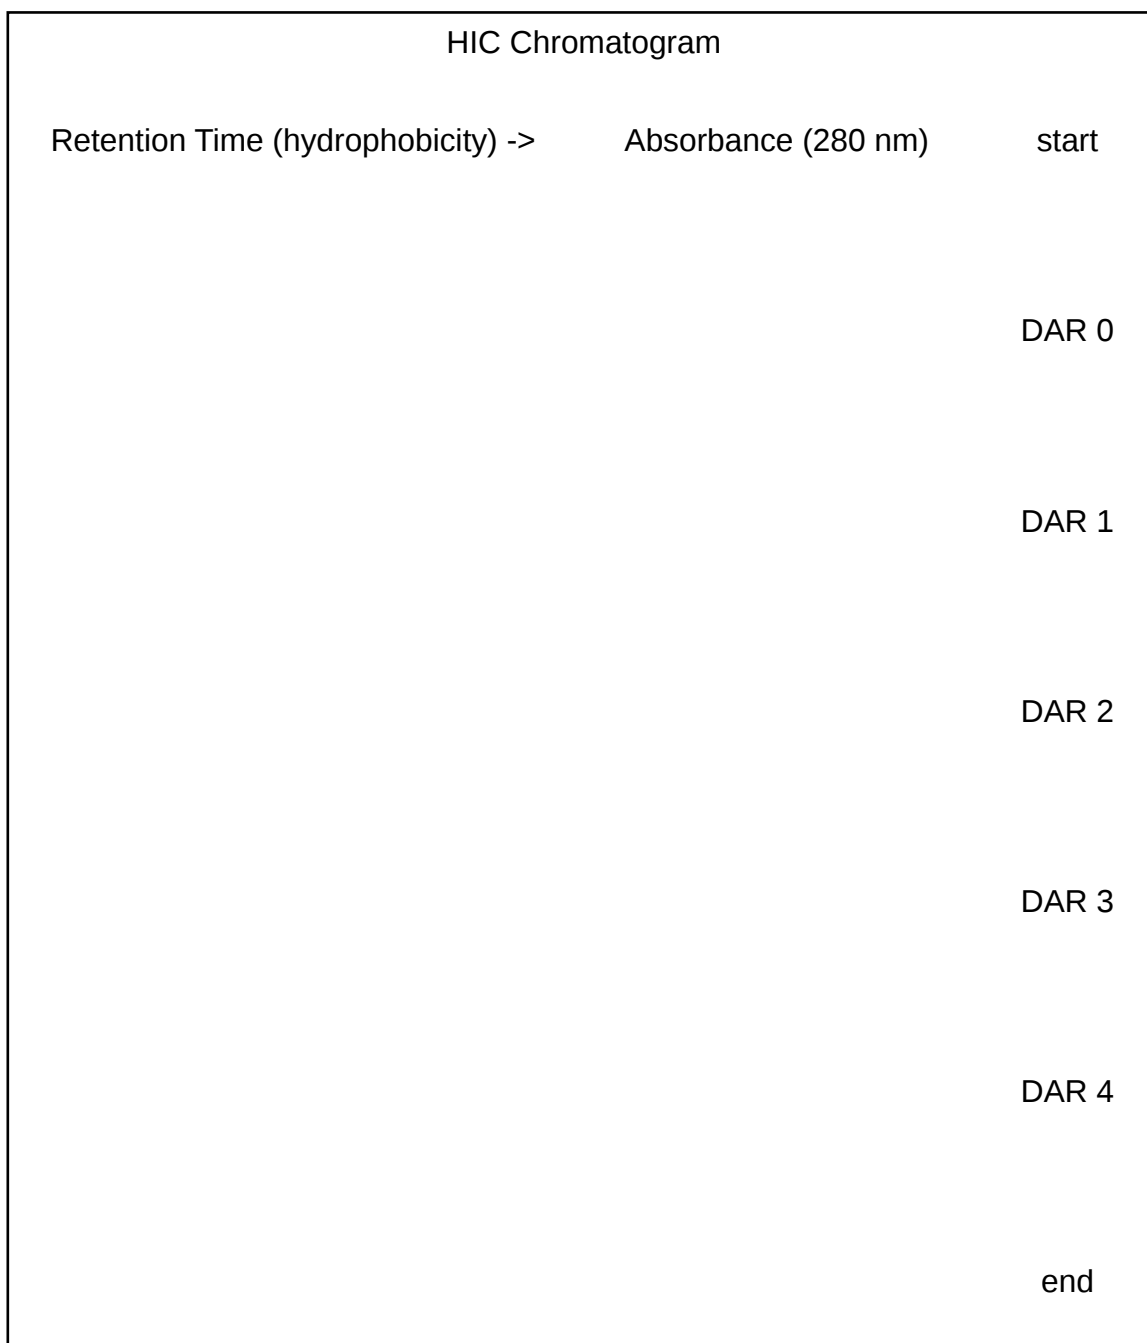 HIC Chromatogram
Retention Time (hydrophobicity) -> Absorbance (280 nm) start
DAR 0
DAR 1
DAR 2
DAR 3
DAR 4
end